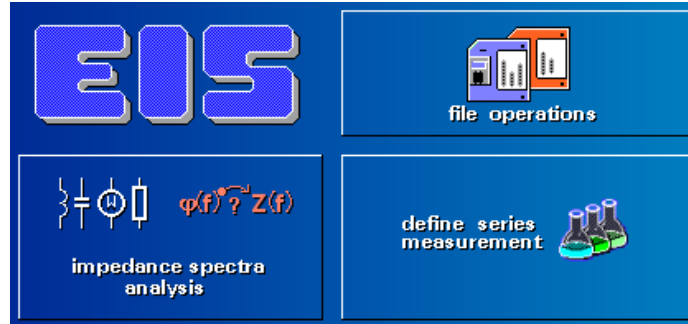 EIS
file operations
W
φ(f) ? Z(f)
impedance spectra
analysis
define series
measurement